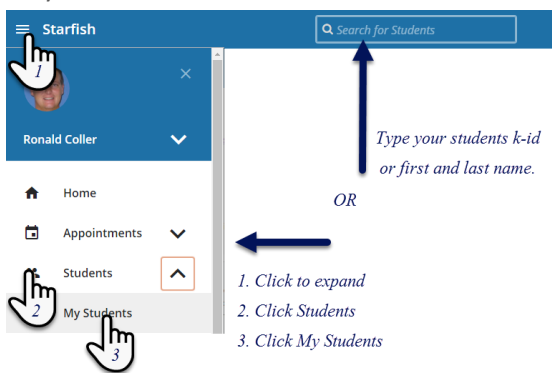 Starfish
Search for Students
1
Ronald Coller
Type your students k-id
or first and last name.
Home
OR
Appointments
Students
1. Click to expand
2
My Students
2. Click Students
3
3. Click My Students